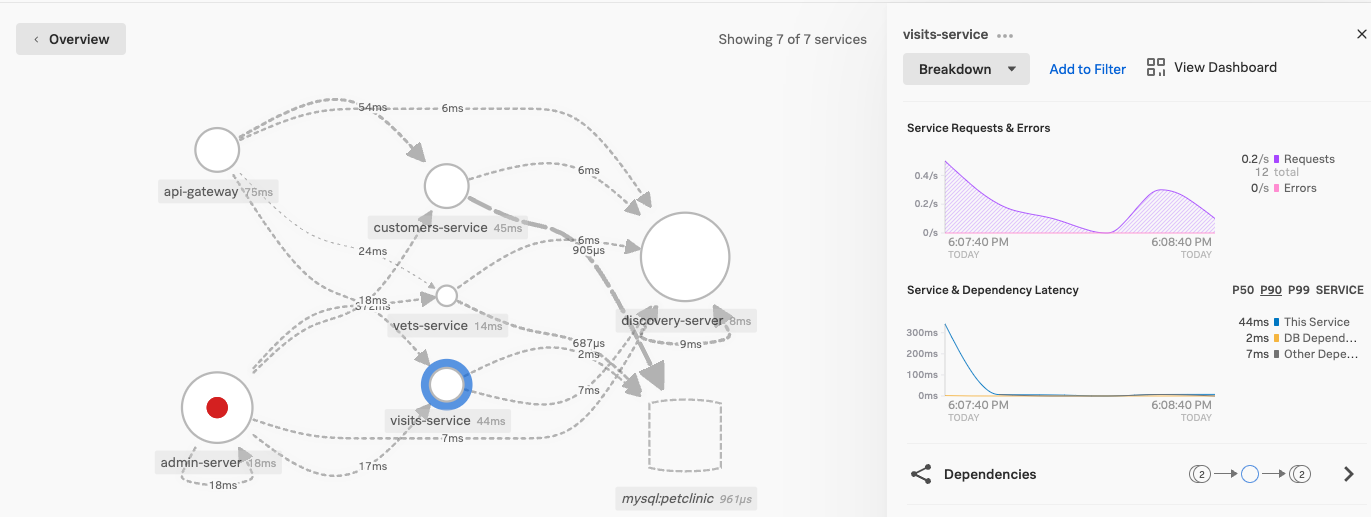 ‹ Overview
Showing 7 of 7 services
54ms
6ms
api-gateway 75ms
6ms
customers-service 45ms
24ms
6ms
905µs
18ms
372ms
vets-service 14ms
discovery-server 8ms
9ms
687µs
2ms
7ms
visits-service 44ms
7ms
17ms
admin-server 18ms
18ms
mysql:petclinic 961µs
visits-service
Breakdown
Add to Filter
View Dashboard
Service Requests & Errors
0.4/s
0.2/s
0/s
6:07:40 PM
TODAY
6:08:40 PM
TODAY
0.2/s Requests
12 total
0/s Errors
Service & Dependency Latency
P50 P90 P99 SERVICE
300ms
200ms
100ms
0ms
6:07:40 PM
TODAY
6:08:40 PM
TODAY
44ms This Service
2ms DB Depend...
7ms Other Depe...
Dependencies
2
2